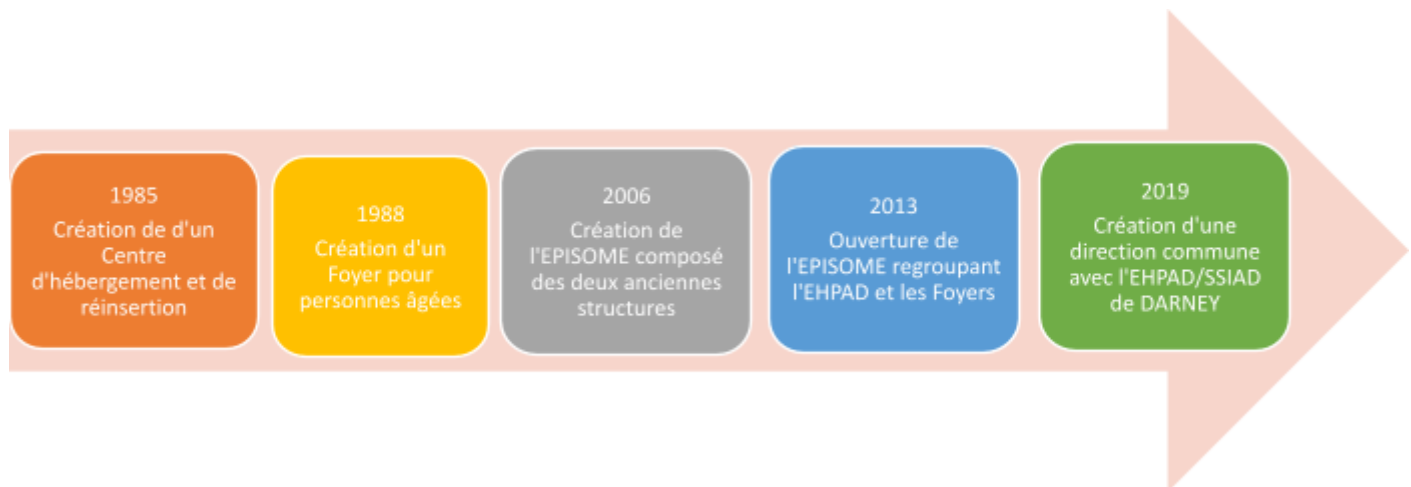 1985
Création de d'un
Centre
d'hébergement et de
réinsertion
1988
Création d'un
Foyer pour
personnes âgées
2006
Création de
l'EPISOME composé
des deux anciennes
structures
2013
Ouverture de
l'EPISOME regroupant
l'EHPAD et les Foyers
2019
Création d'une
direction commune
avec l'EHPAD/SSIAD
de DARNEY